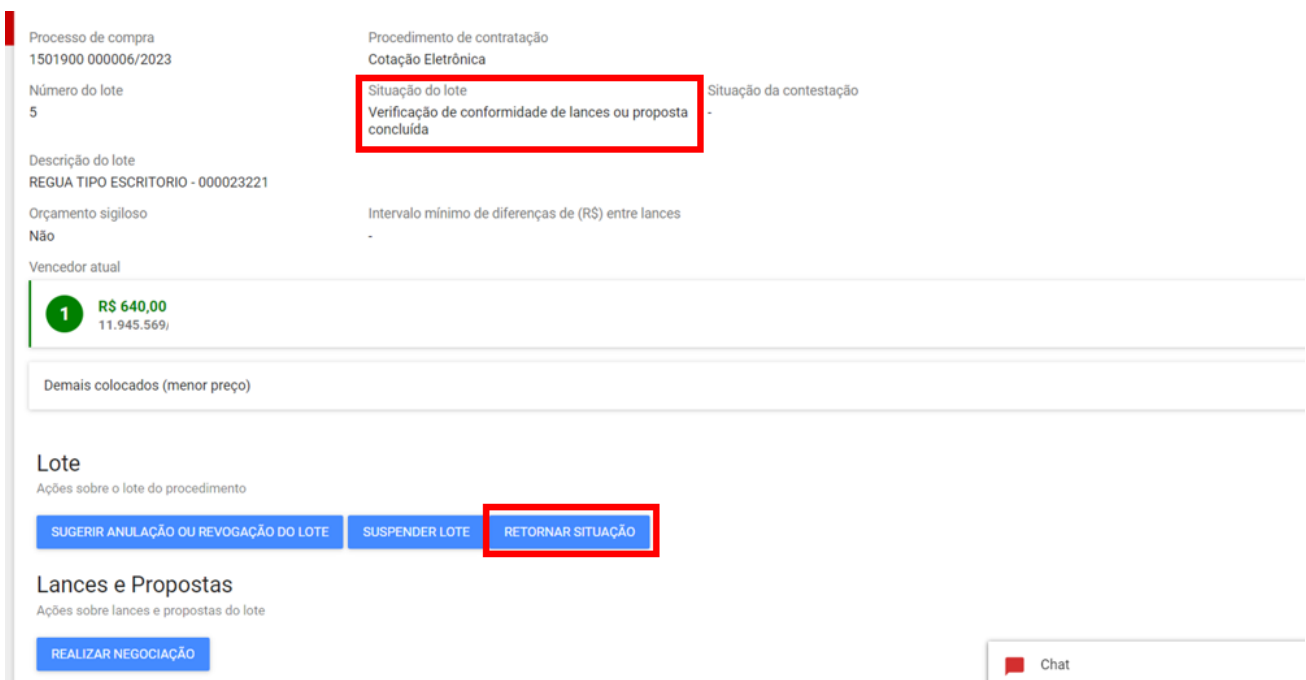 Processo de compra
1501900 000006/2023
Procedimento de contratação
Cotação Eletrônica
Número do lote
5
Situação do lote
Verificação de conformidade de lances ou proposta
concluída
Situação da contestação
-
Descrição do lote
REGUA TIPO ESCRITORIO - 000023221
Orçamento sigiloso
Não
Intervalo mínimo de diferenças de (R$) entre lances
-
Vencedor atual
1
R$ 640,00
11.945.569/
Demais colocados (menor preço)
Lote
Ações sobre o lote do procedimento
SUGERIR ANULAÇÃO OU REVOGAÇÃO DO LOTE
SUSPENDER LOTE
RETORNAR SITUAÇÃO
Lances e Propostas
Ações sobre lances e propostas do lote
REALIZAR NEGOCIAÇÃO
Chat